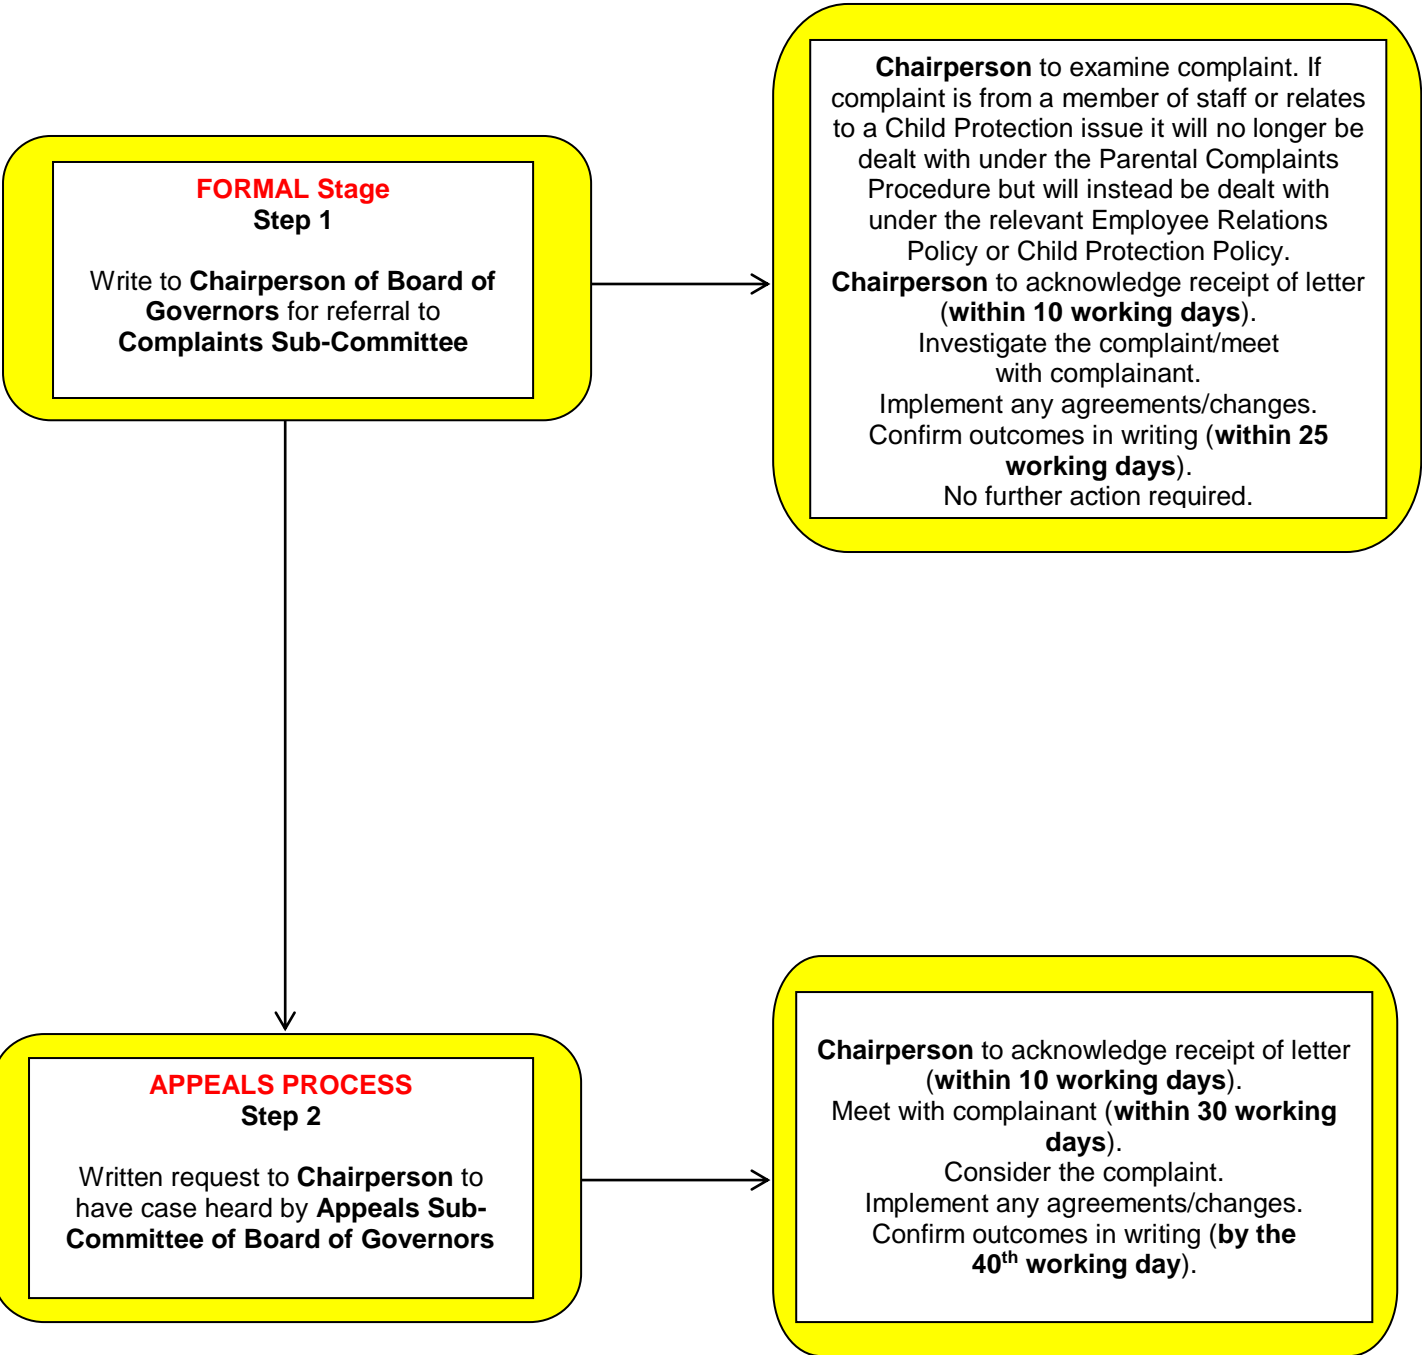 FORMAL Stage
Step 1
Write to Chairperson of Board of
Governors for referral to
Complaints Sub-Committee
Chairperson to examine complaint. If
complaint is from a member of staff or relates
to a Child Protection issue it will no longer be
dealt with under the Parental Complaints
Procedure but will instead be dealt with
under the relevant Employee Relations
Policy or Child Protection Policy.
Chairperson to acknowledge receipt of letter
(within 10 working days).
Investigate the complaint/meet
with complainant.
Implement any agreements/changes.
Confirm outcomes in writing (within 25
working days).
No further action required.
APPEALS PROCESS
Step 2
Written request to Chairperson to
have case heard by Appeals Sub-
Committee of Board of Governors
Chairperson to acknowledge receipt of letter
(within 10 working days).
Meet with complainant (within 30 working
days).
Consider the complaint.
Implement any agreements/changes.
Confirm outcomes in writing (by the
40th working day).